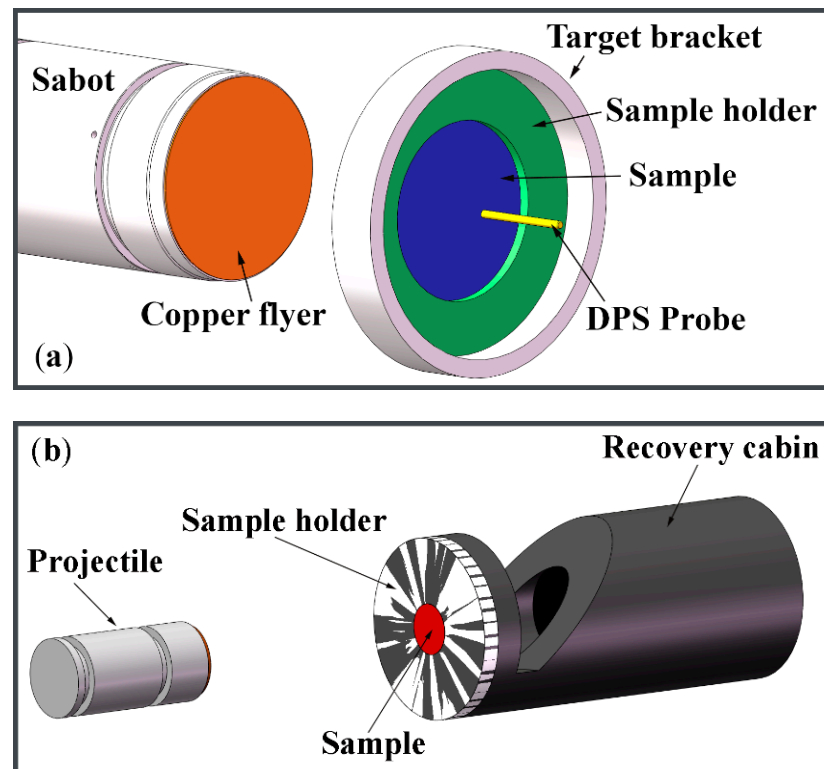 Target bracket
Sabot
Sample holder
Sample
Copper flyer
DPS Probe
(a)
(b)
Recovery cabin
Sample holder
Projectile
Sample